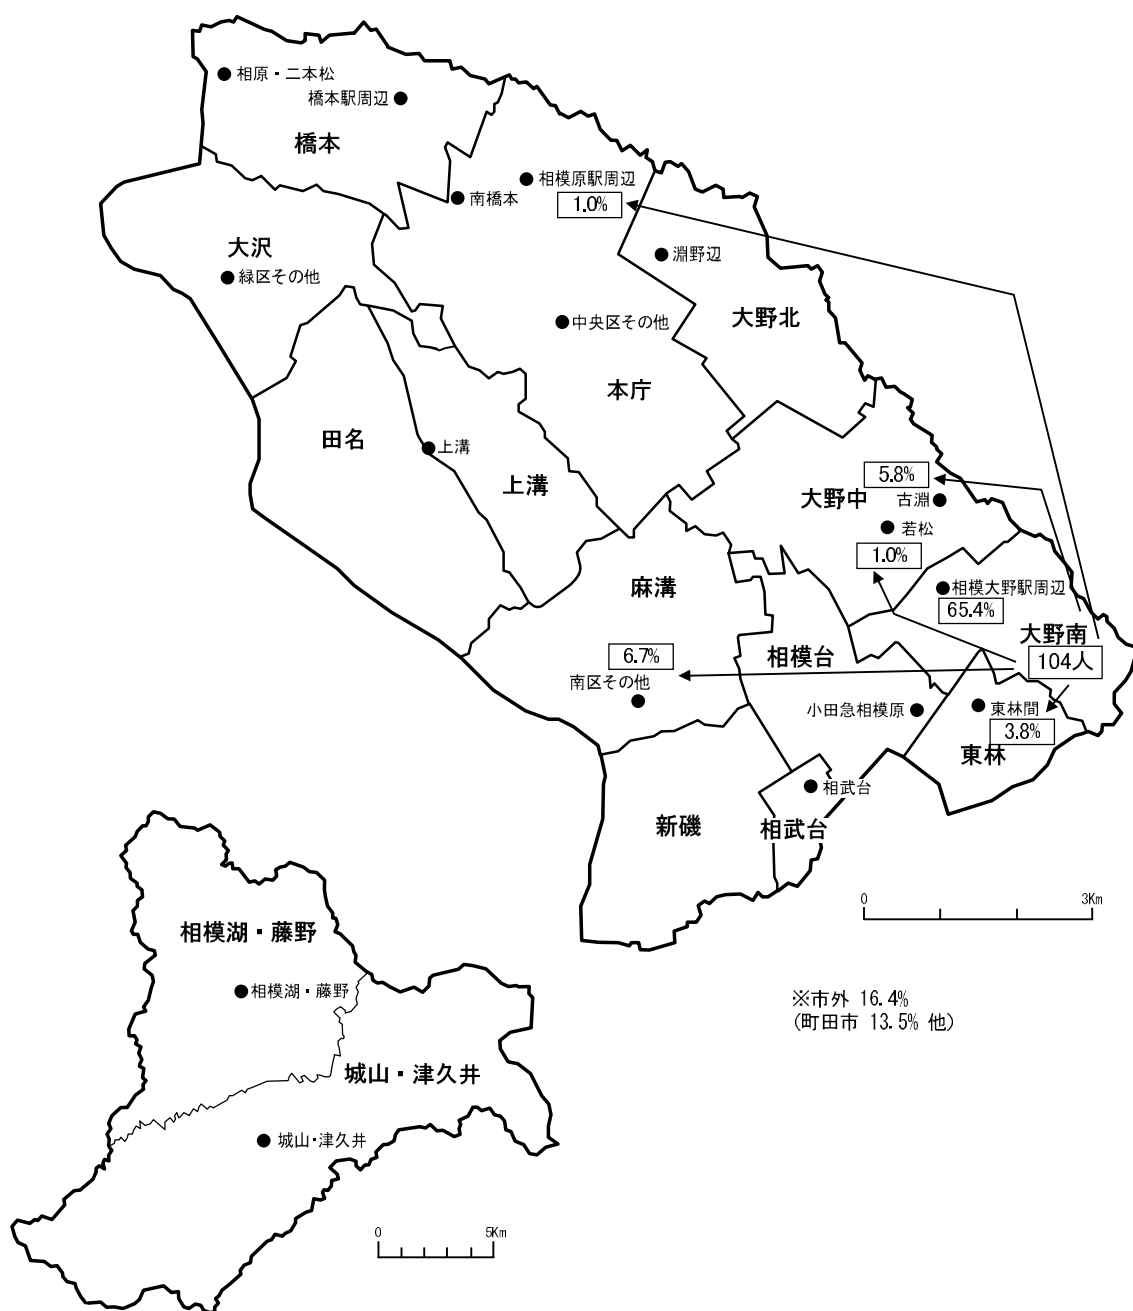 相原・二本松
橋本駅周辺
橋本
相模原駅周辺
1.0%
南橋本
大沢
緑区その他
淵野辺
大野北
中央区その他
本庁
田名
上溝
上溝
5.8%
大野中
古淵
若松
1.0%
麻溝
相模大野駅周辺
65.4%
大野南
104人
6.7%
相模台
南区その他
小田急相模原
東林間
3.8%
東林
相武台
新磯
相武台
0 3Km
相模湖・藤野
相模湖・藤野
※市外 16.4%
(町田市 13.5% 他)
城山・津久井
城山・津久井
0 5Km